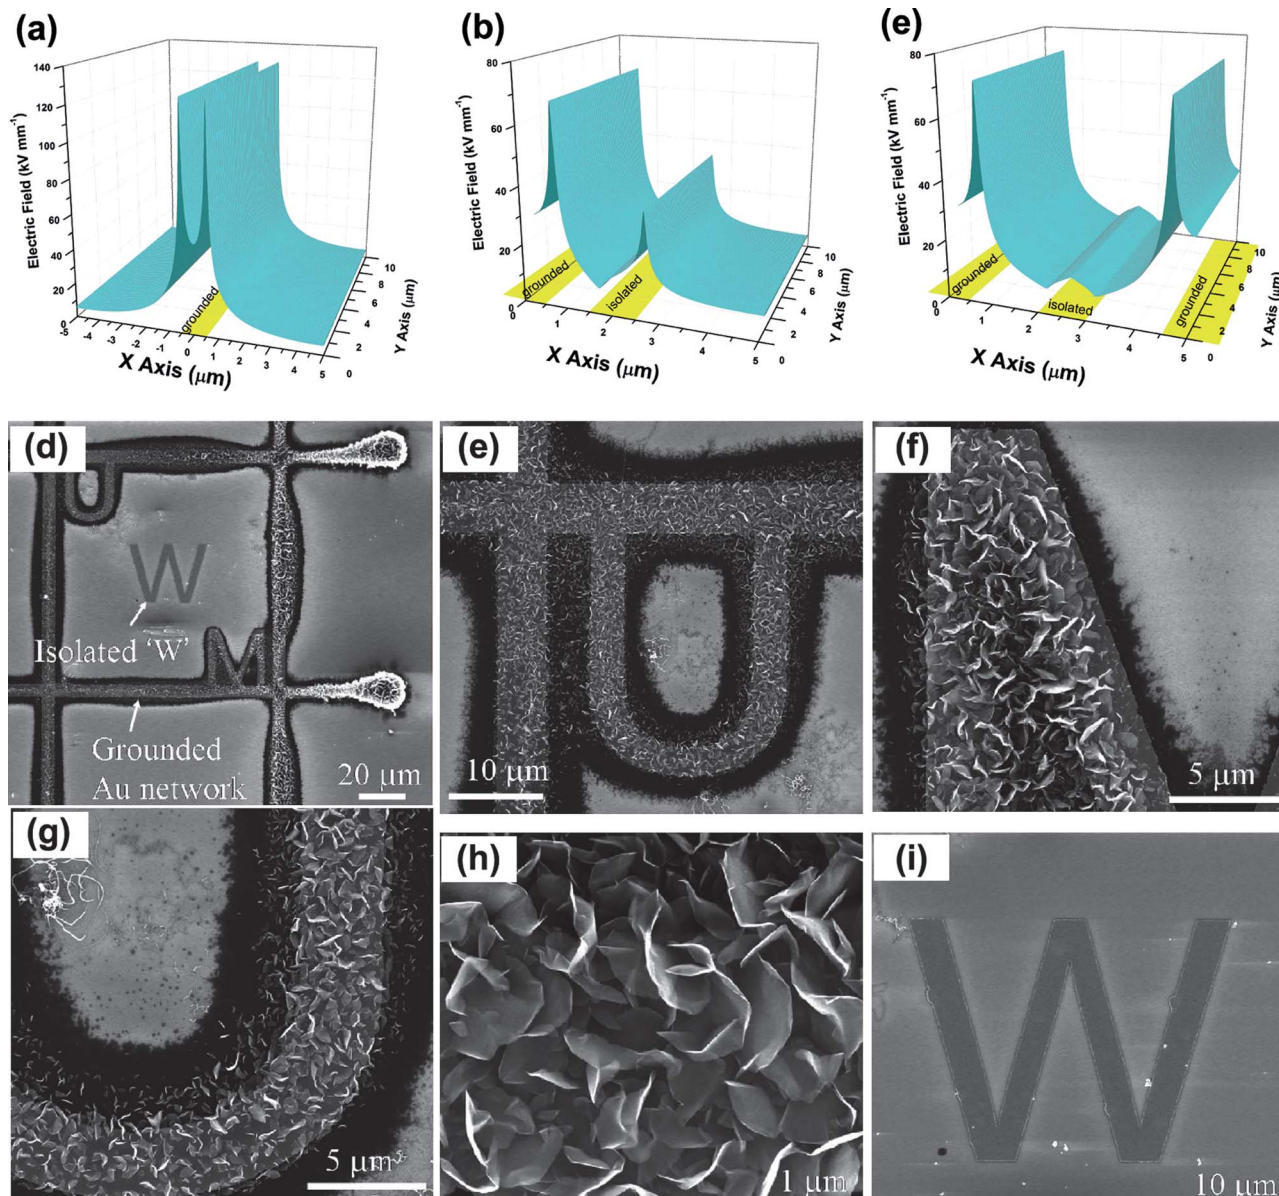 (a)
140
120
100
80
60
40
20
0
Electric Field (kV mm⁻¹)
-5 -4 -3 -2 -1 0 1 2 3 4 5
X Axis (μm)
0 2 4 6 8 10
Y Axis (μm)
grounded
(b)
80
60
40
20
0
Electric Field (kV mm⁻¹)
0 1 2 3 4 5
X Axis (μm)
0 2 4 6 8 10
Y Axis (μm)
grounded
isolated
(e)
80
60
40
20
0
Electric Field (kV mm⁻¹)
0 1 2 3 4 5
X Axis (μm)
0 2 4 6 8 10
Y Axis (μm)
grounded
isolated
grounded
(d)
Isolated 'W'
Grounded
Au network
20 μm
U
W
M
(e)
10 μm
(f)
5 μm
(g)
5 μm
(h)
1 μm
(i)
W
10 μm